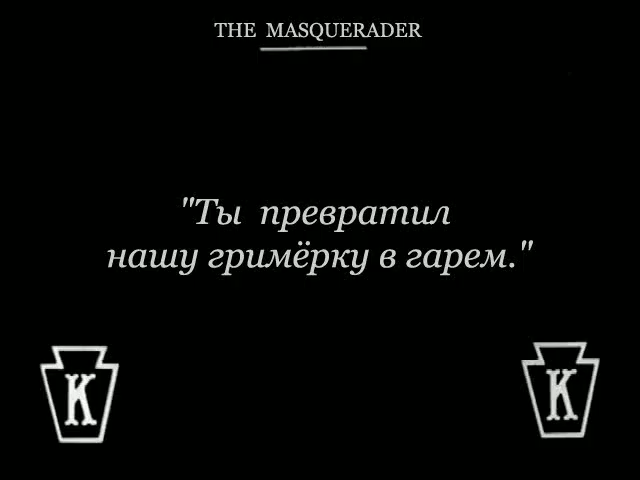 THE MASQUERADER
"Ты превратил
нашу гримёрку в гарем."
K K